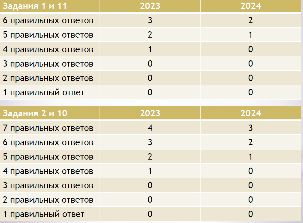 Задания 1 и 11 2023 2024
6 правильных ответов 3 2
5 правильных ответов 2 1
4 правильных ответов 1 0
3 правильных ответов 0 0
2 правильных ответов 0 0
1 правильный ответ 0 0
Задания 2 и 10 2023 2024
7 правильных ответов 4 3
6 правильных ответов 3 2
5 правильных ответов 2 1
4 правильных ответов 1 0
3 правильных ответов 0 0
2 правильных ответов 0 0
1 правильный ответ 0 0